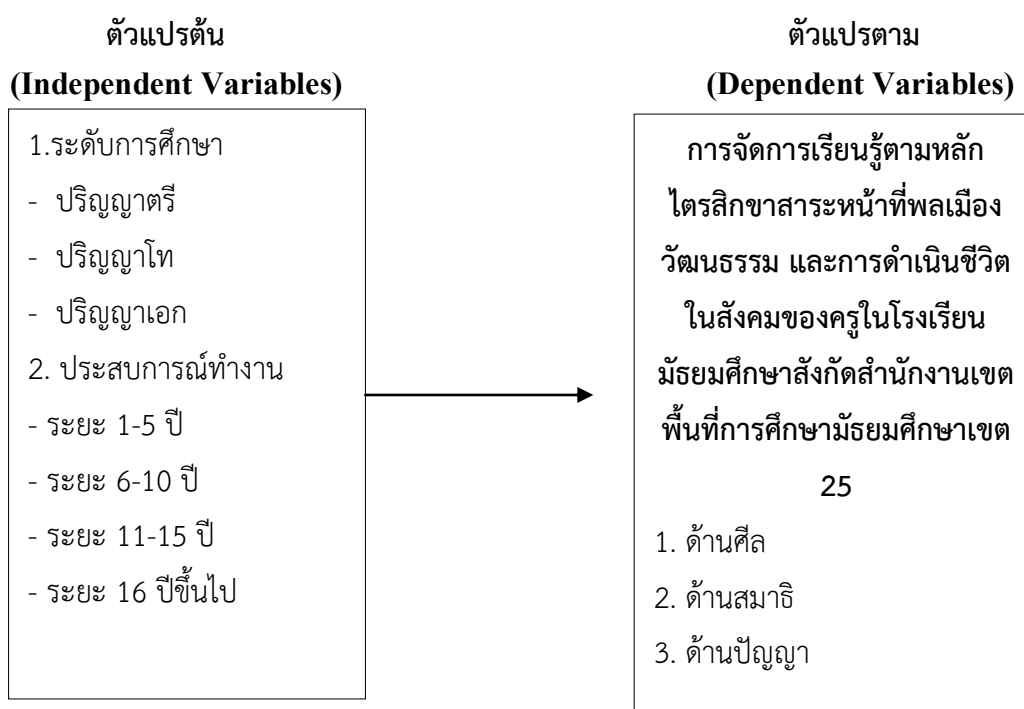 ตัวแปรต้น
(Independent Variables)
1.ระดับการศึกษา
- ปริญญาตรี
- ปริญญาโท
- ปริญญาเอก
2. ประสบการณ์ทำงาน
- ระยะ 1-5 ปี
- ระยะ 6-10 ปี
- ระยะ 11-15 ปี
- ระยะ 16 ปีขึ้นไป
ตัวแปรตาม
(Dependent Variables)
การจัดการเรียนรู้ตามหลัก
ไตรสิกขาสาระหน้าที่พลเมือง
วัฒนธรรม และการดำเนินชีวิต
ในสังคมของครูในโรงเรียน
มัธยมศึกษาสังกัดสำนักงานเขต
พื้นที่การศึกษามัธยมศึกษาเขต
25
1. ด้านศีล
2. ด้านสมาธิ
3. ด้านปัญญา